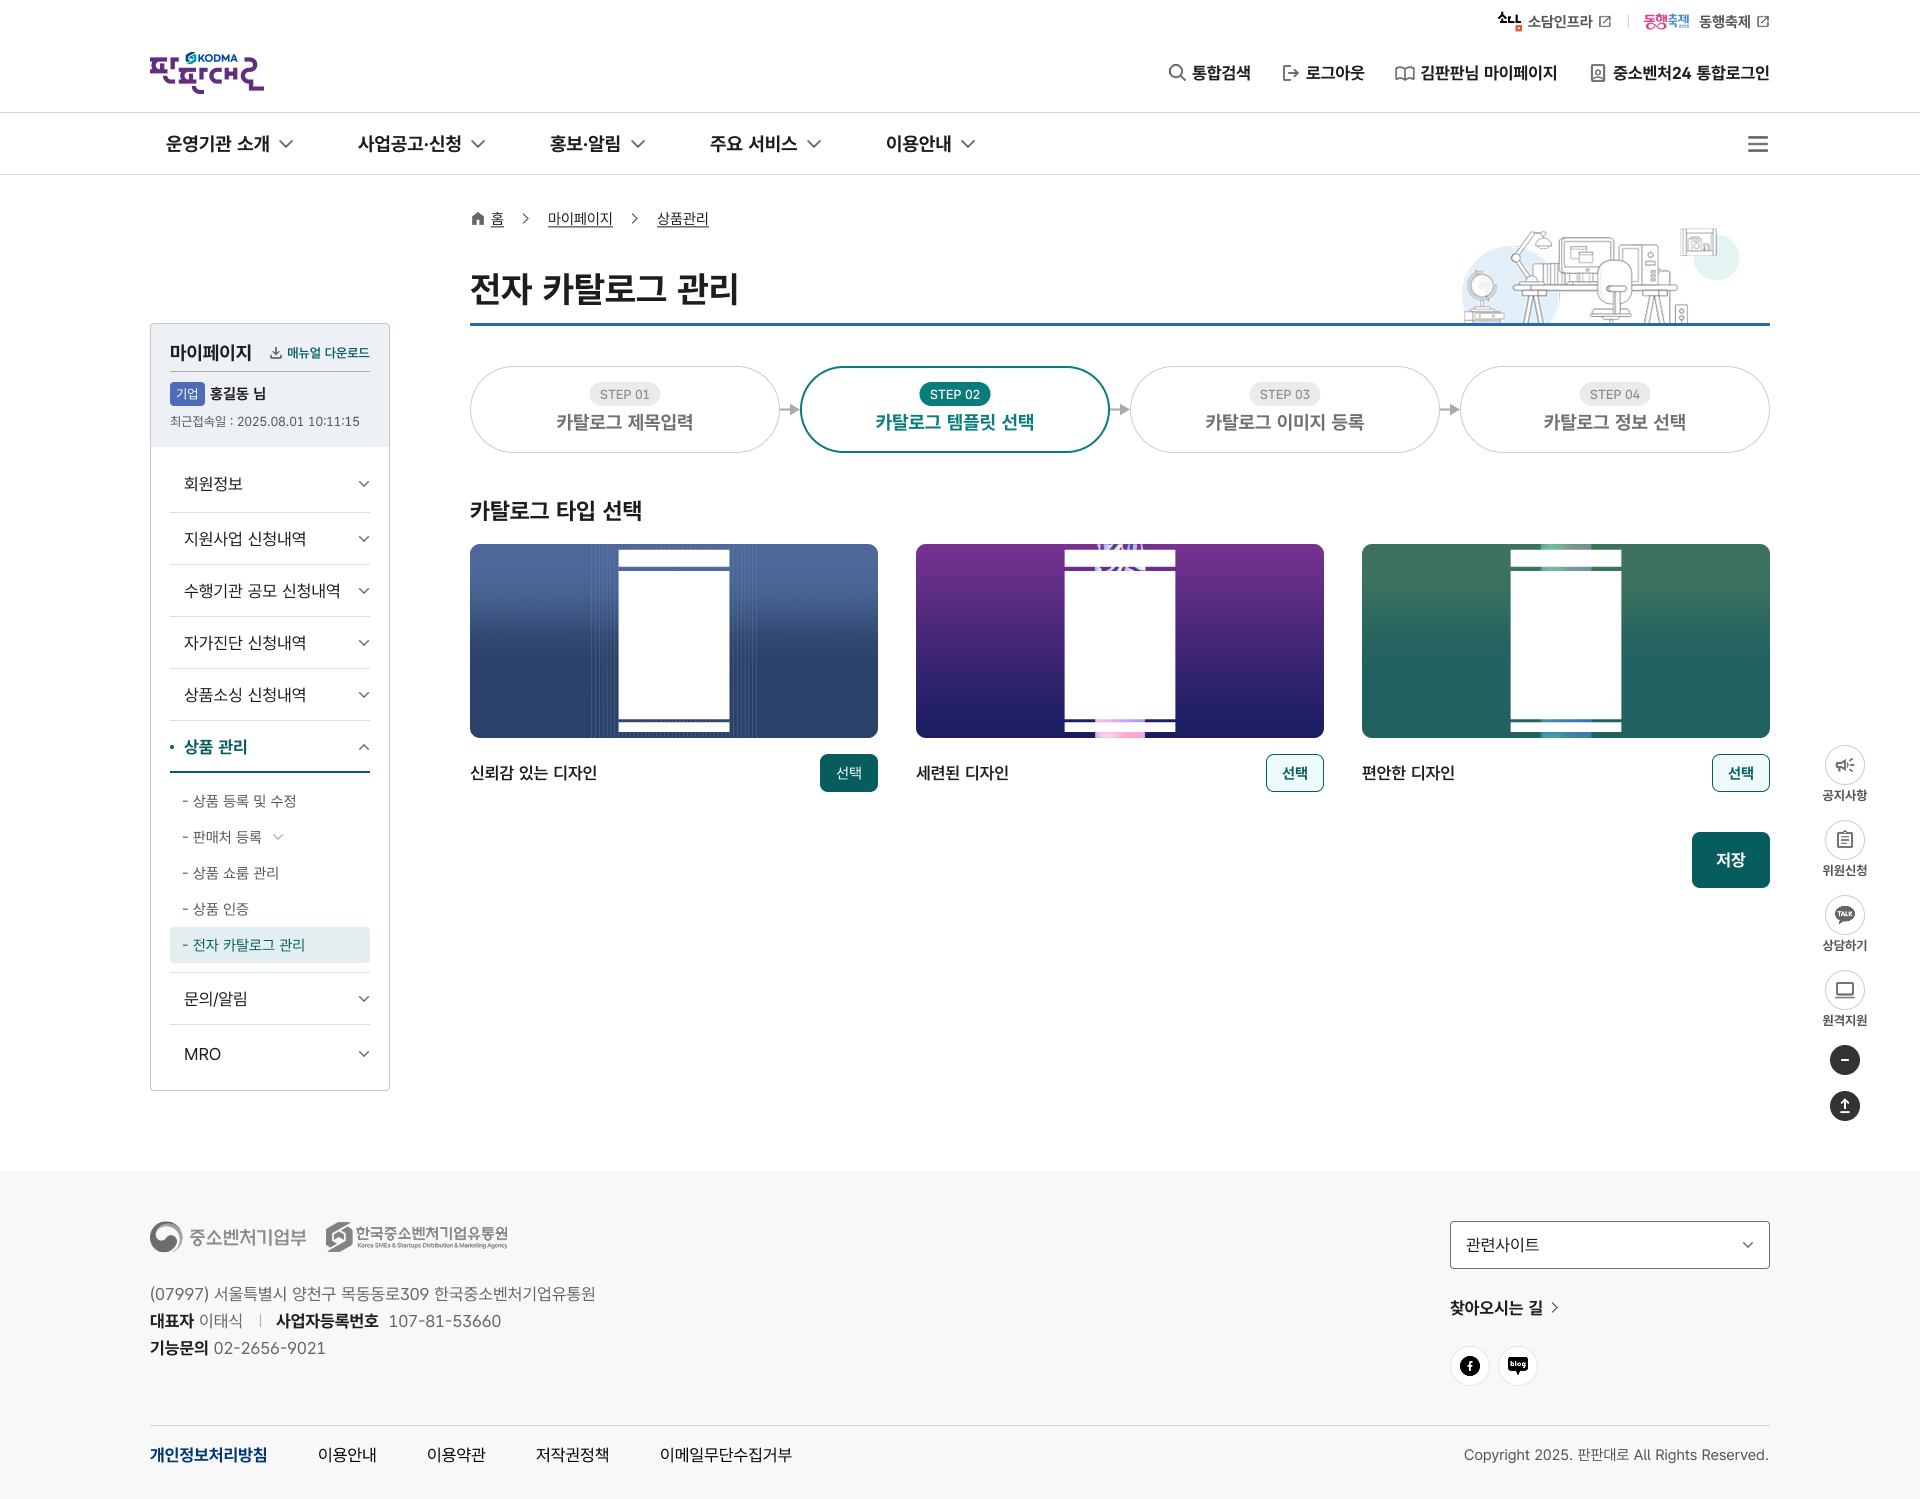 소담인프라
동행축제 2025 동행축제
KODMA
판판대로
통합검색
로그아웃
김판판님 마이페이지
중소벤처24 통합로그인
운영기관 소개
사업공고·신청
홍보·알림
주요 서비스
이용안내
홈
마이페이지
상품관리
전자 카탈로그 관리
마이페이지
매뉴얼 다운로드
기업 홍길동 님
최근접속일 : 2025.08.01 10:11:15
회원정보
지원사업 신청내역
수행기관 공모 신청내역
자가진단 신청내역
상품소싱 신청내역
상품 관리
- 상품 등록 및 수정
- 판매처 등록
- 상품 쇼룸 관리
- 상품 인증
- 전자 카탈로그 관리
문의/알림
MRO
STEP 01
카탈로그 제목입력
STEP 02
카탈로그 템플릿 선택
STEP 03
카탈로그 이미지 등록
STEP 04
카탈로그 정보 선택
카탈로그 타입 선택
신뢰감 있는 디자인
선택
세련된 디자인
선택
편안한 디자인
선택
저장
공지사항
위원신청
TALK
상담하기
원격지원
중소벤처기업부
한국중소벤처기업유통원
Korea SMEs & Startups Distribution & Marketing Agency
(07997) 서울특별시 양천구 목동동로309 한국중소벤처기업유통원
대표자 이태식
사업자등록번호 107-81-53660
기능문의 02-2656-9021
관련사이트
찾아오시는 길
blog
개인정보처리방침
이용안내
이용약관
저작권정책
이메일무단수집거부
Copyright 2025. 판판대로 All Rights Reserved.